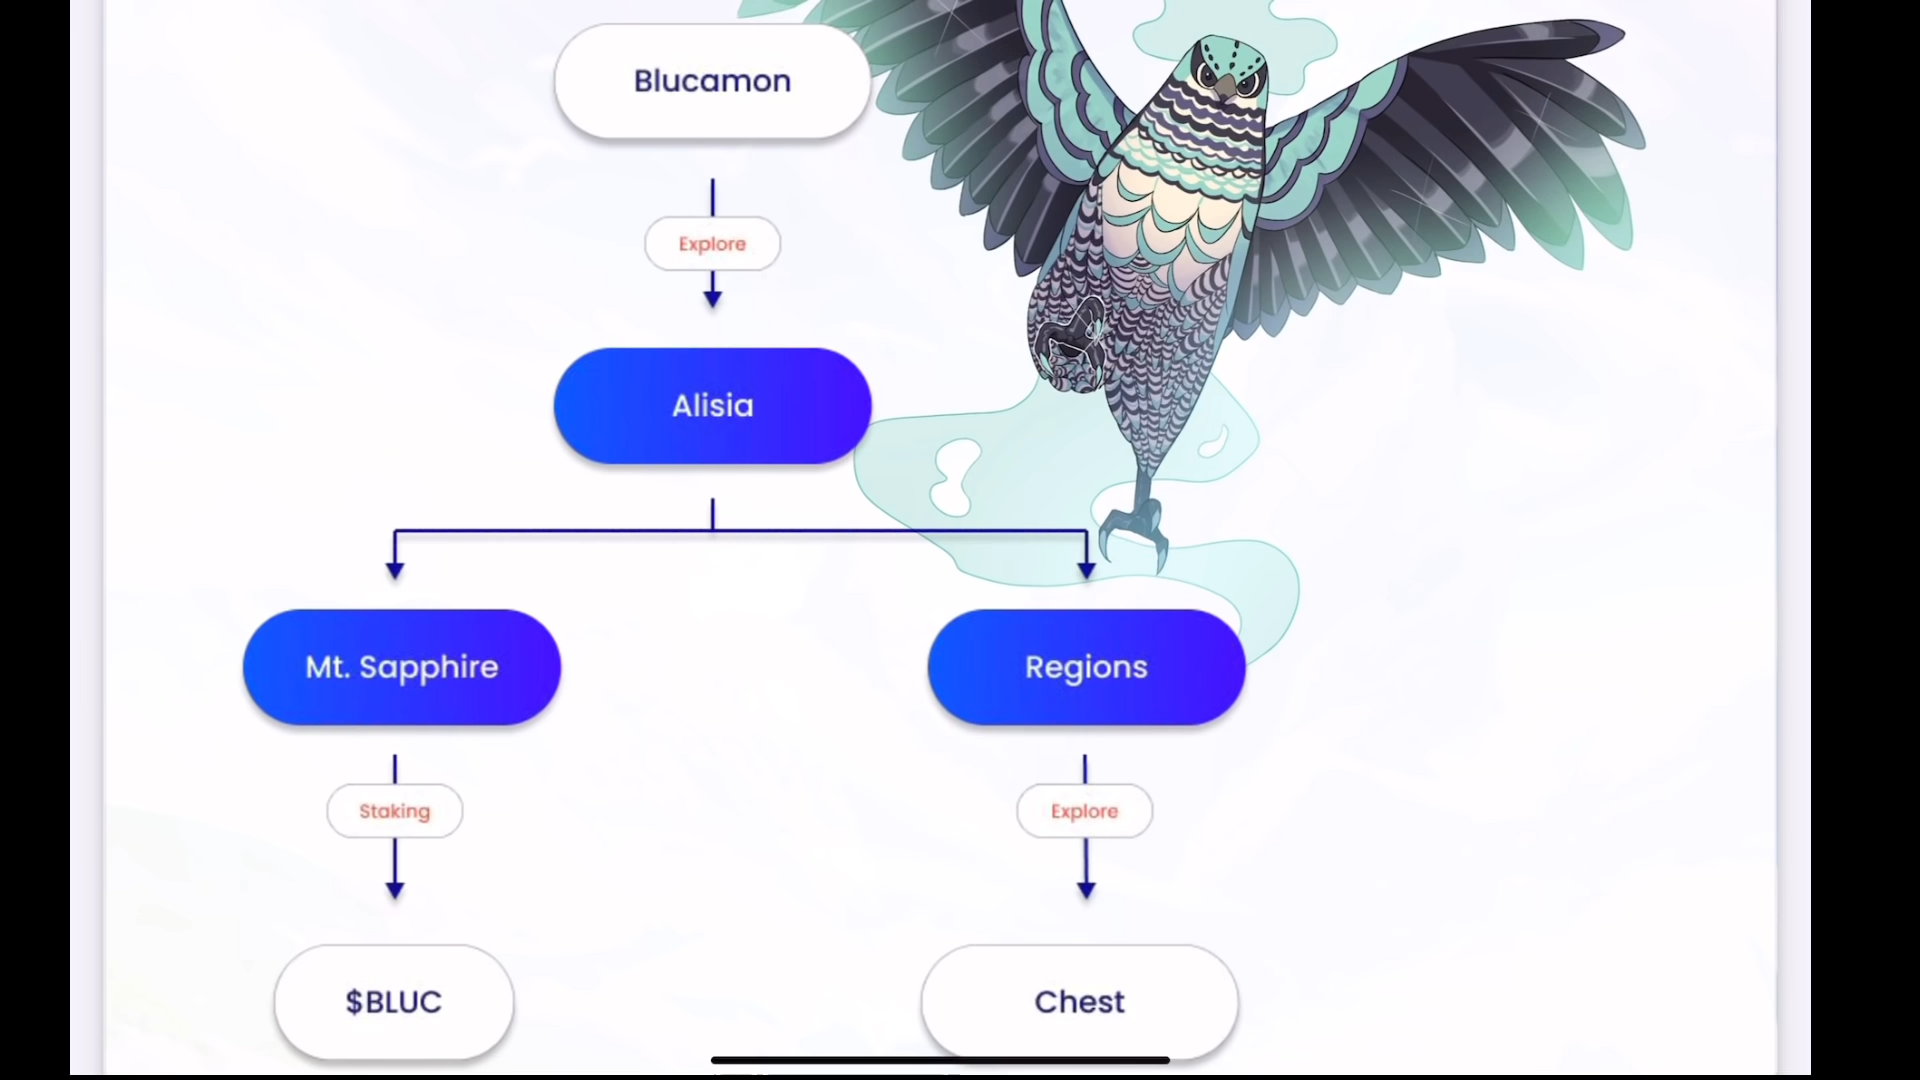 Blucamon
Explore
Alisia
Mt. Sapphire
Regions
Staking
Explore
$BLUC
Chest